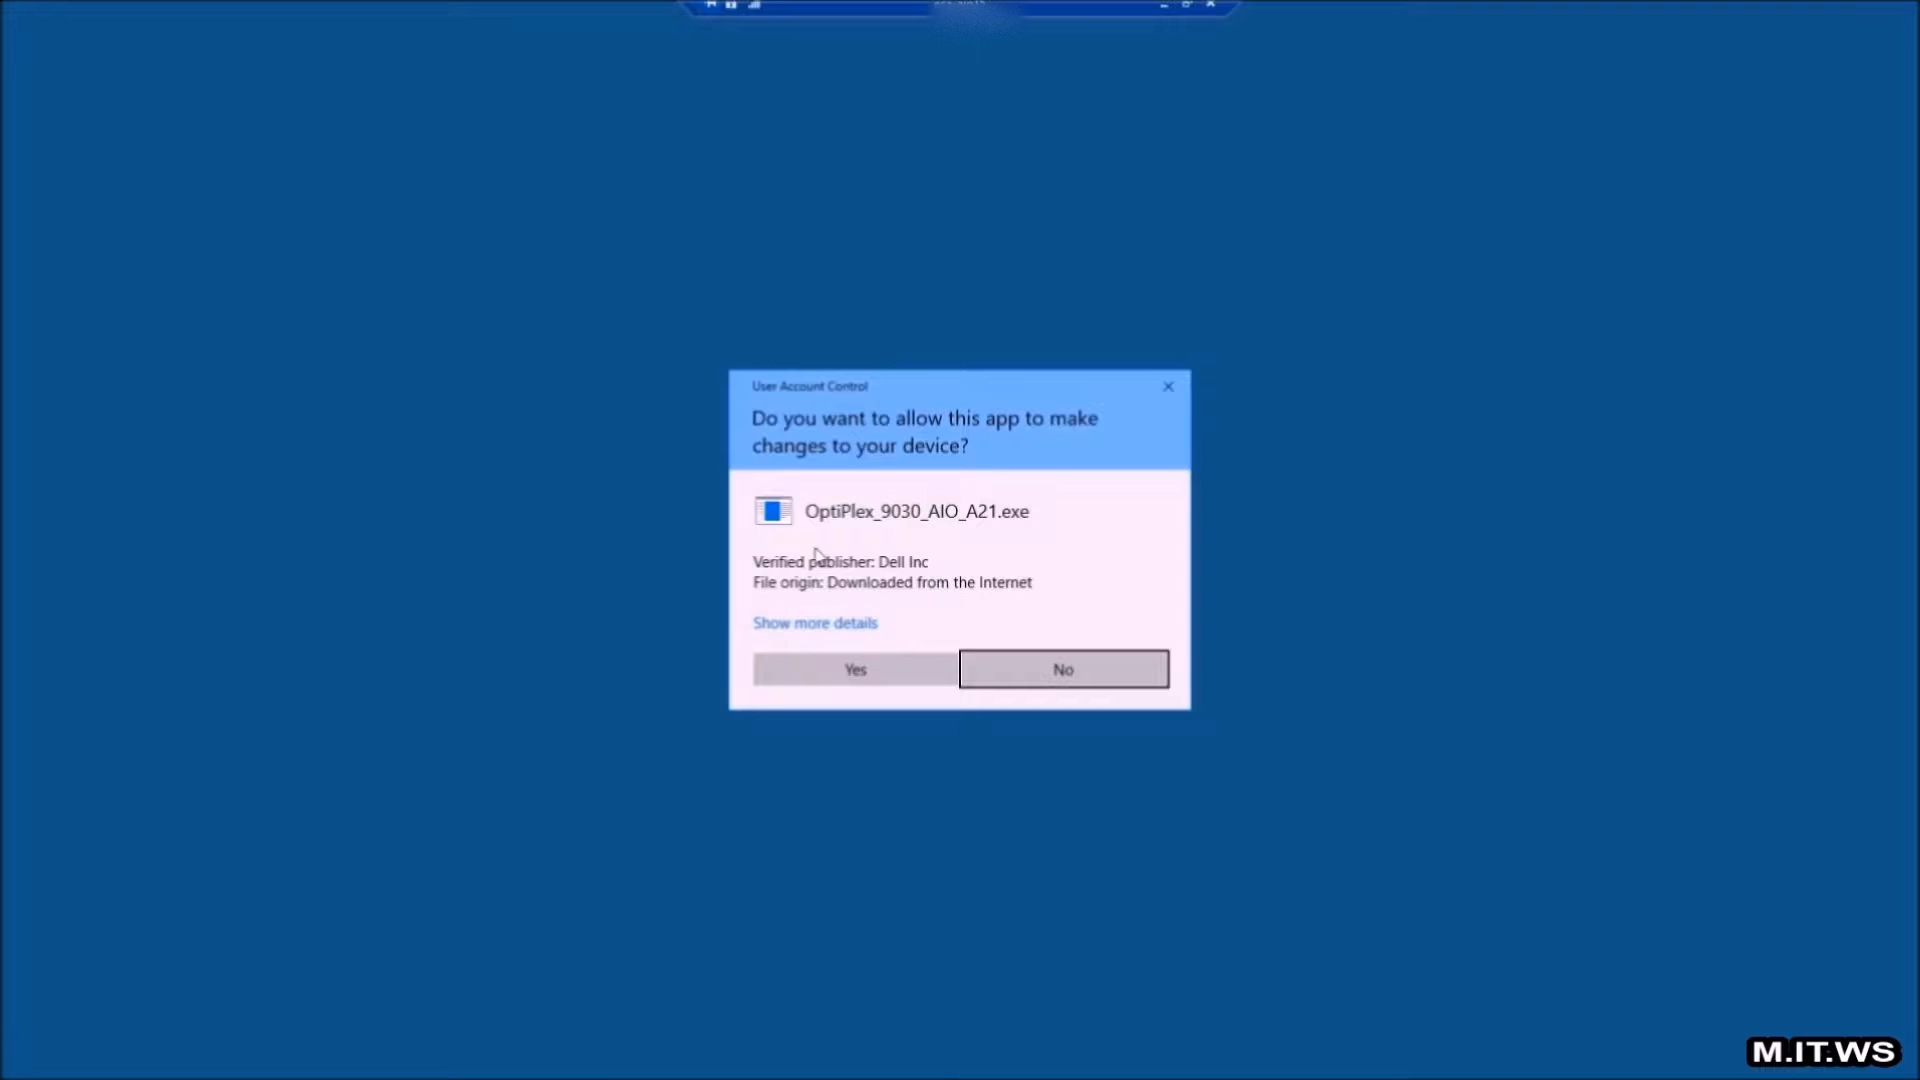 User Account Control
Do you want to allow this app to make
changes to your device?
OptiPlex_9030_AIO_A21.exe
Verified publisher: Dell Inc
File origin: Downloaded from the Internet
Show more details
Yes
No
M.IT.WS